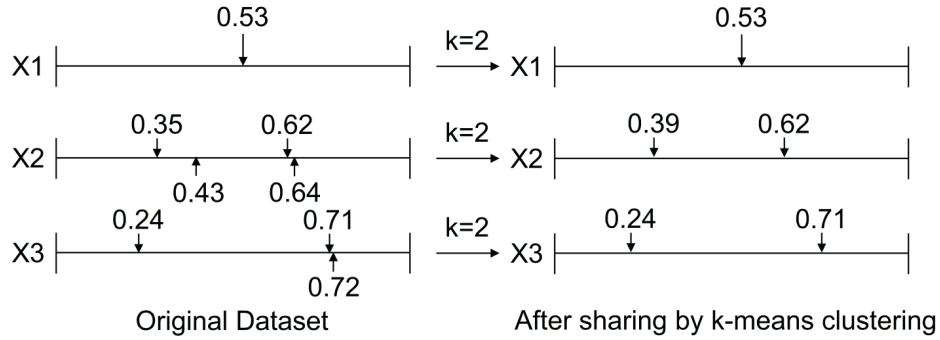 0.53 0.53
X1 k=2 X1
0.35 0.62 k=2 0.39 0.62
X2 X2
0.43 0.64
0.24 0.71 k=2 0.24 0.71
X3 X3
0.72
Original Dataset After sharing by k-means clustering